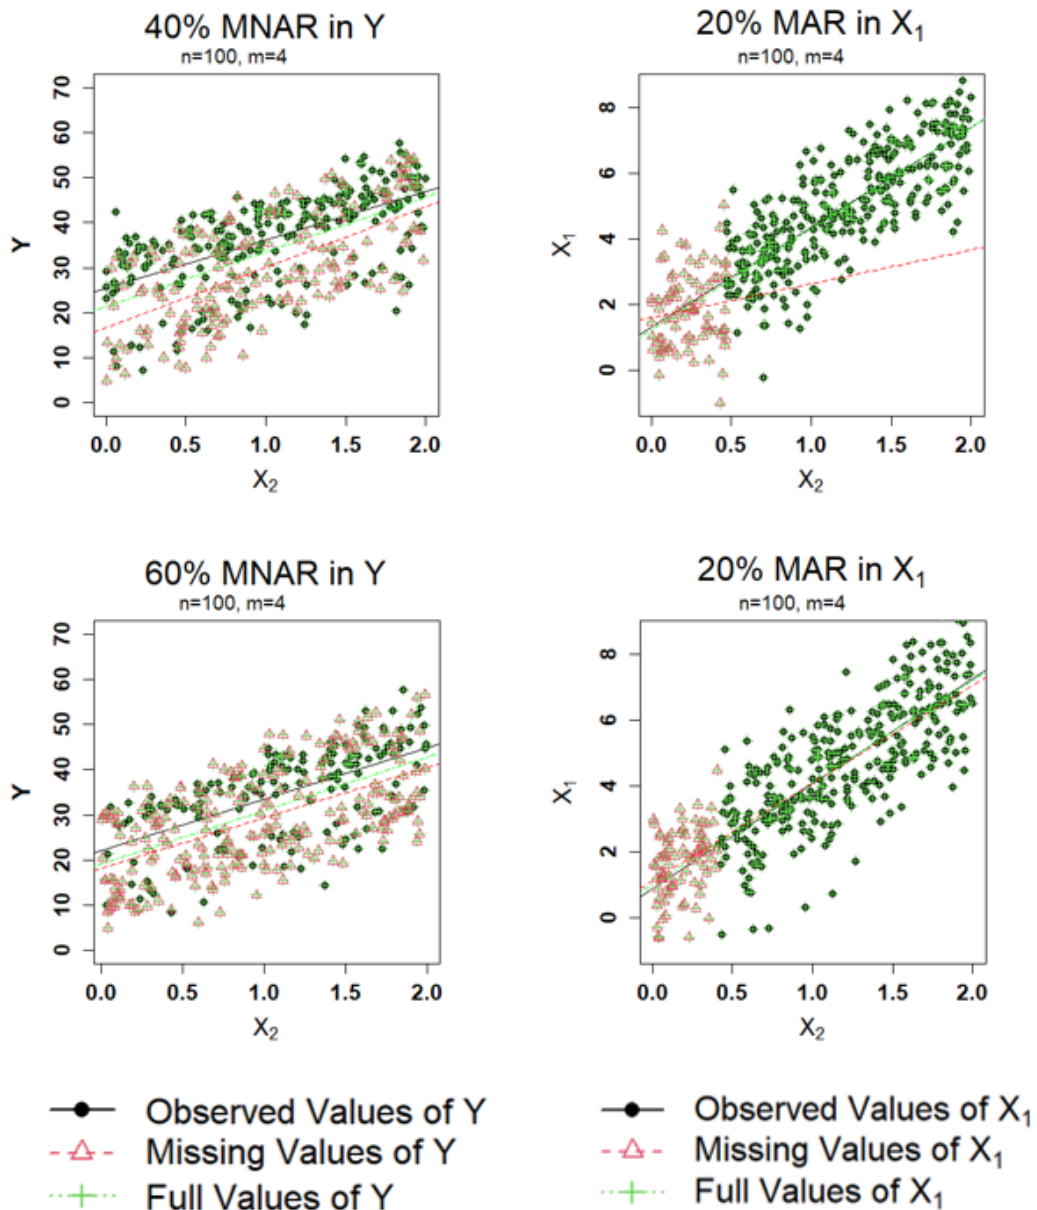 40% MNAR in Y
n=100, m=4
70
60
50
40
30
20
10
0
Y
0.0 0.5 1.0 1.5 2.0
X₂
20% MAR in X₁
n=100, m=4
8
6
4
2
0
X₁
0.0 0.5 1.0 1.5 2.0
X₂
60% MNAR in Y
n=100, m=4
70
60
50
40
30
20
10
0
Y
0.0 0.5 1.0 1.5 2.0
X₂
20% MAR in X₁
n=100, m=4
8
6
4
2
0
X₁
0.0 0.5 1.0 1.5 2.0
X₂
Observed Values of Y
Missing Values of Y
Full Values of Y
Observed Values of X₁
Missing Values of X₁
Full Values of X₁